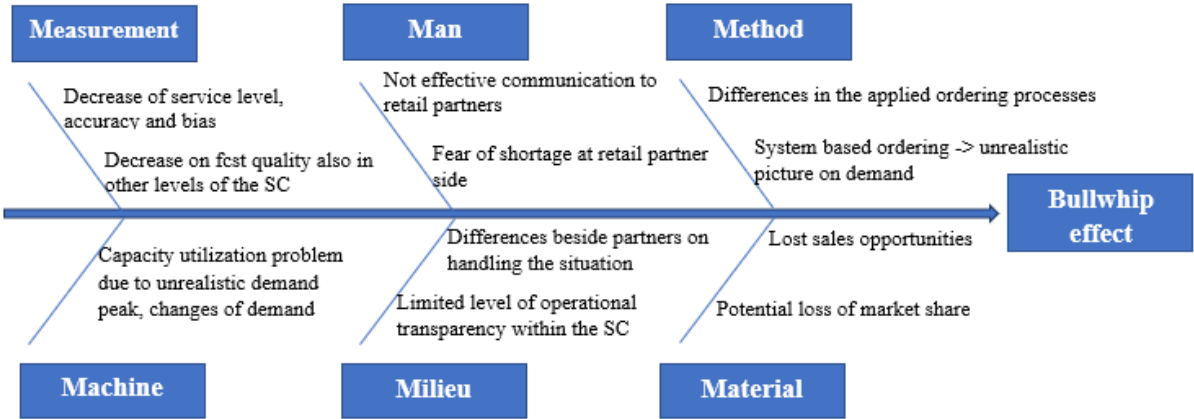 Measurement
Man
Method
Decrease of service level,
accuracy and bias
Decrease on fcst quality also in
other levels of the SC
Not effective communication to
retail partners
Fear of shortage at retail partner
side
Differences in the applied ordering processes
System based ordering -> unrealistic
picture on demand
Bullwhip
effect
Capacity utilization problem
due to unrealistic demand
peak, changes of demand
Differences beside partners on
handling the situation
Limited level of operational
transparency within the SC
Lost sales opportunities
Potential loss of market share
Machine
Milieu
Material